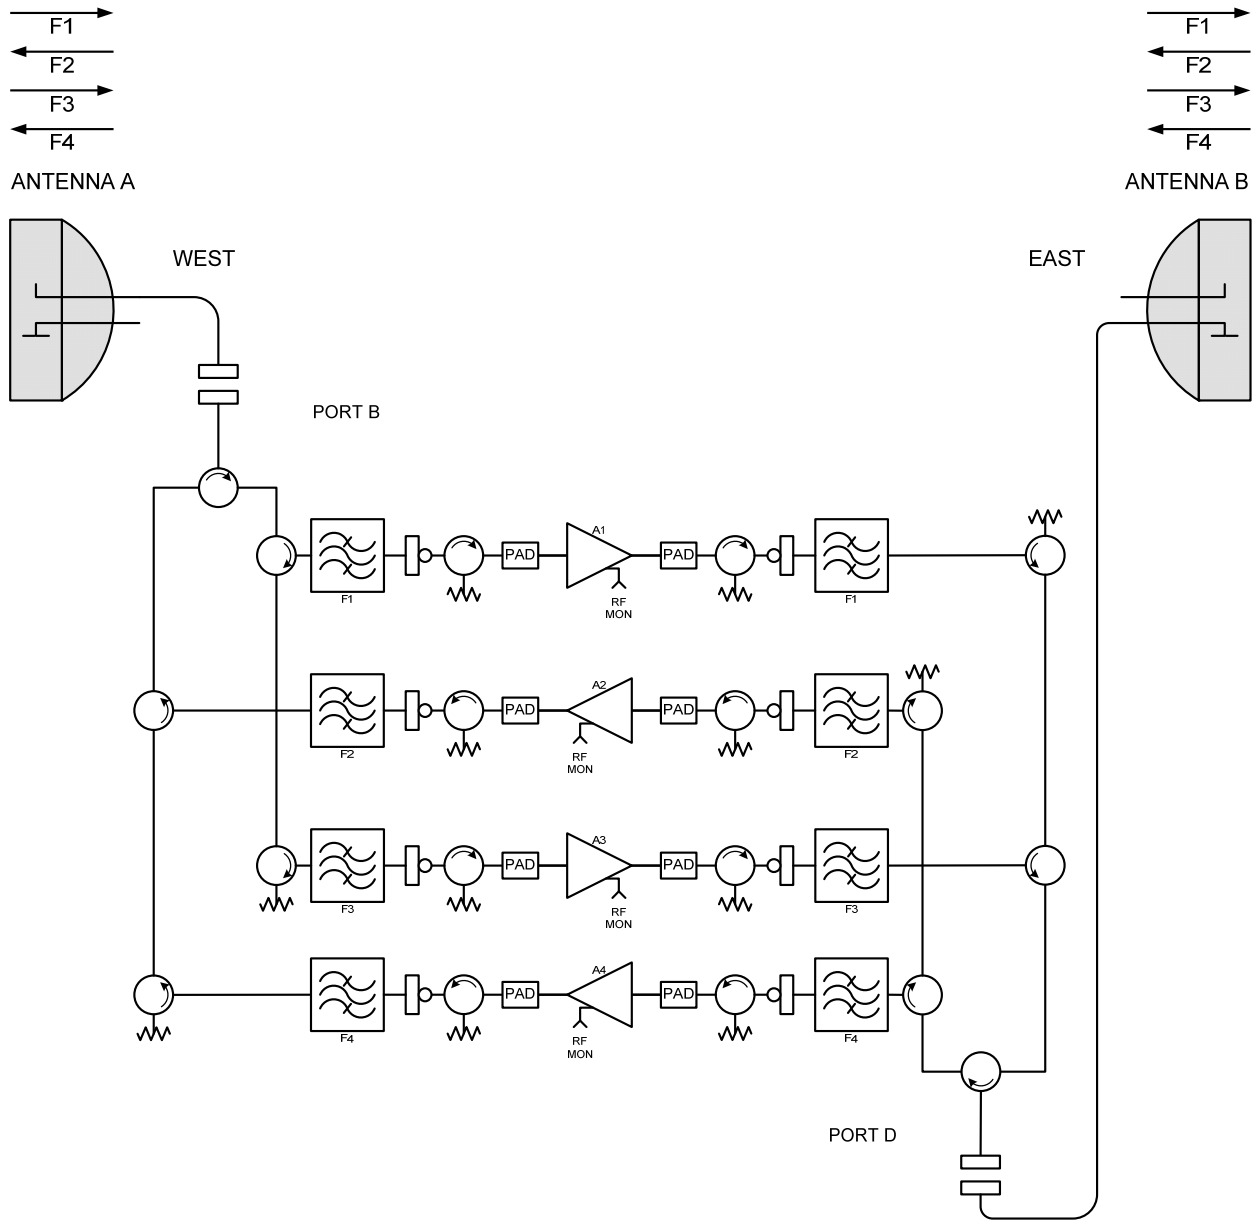 F1
F2
F3
F4
ANTENNA A
WEST
F1
F2
F3
F4
ANTENNA B
EAST
PORT B
F1
PAD
A1
RF
MON
PAD
F1
F2
PAD
A2
RF
MON
PAD
F2
F3
PAD
A3
RF
MON
PAD
F3
F4
PAD
A4
RF
MON
PAD
F4
PORT D